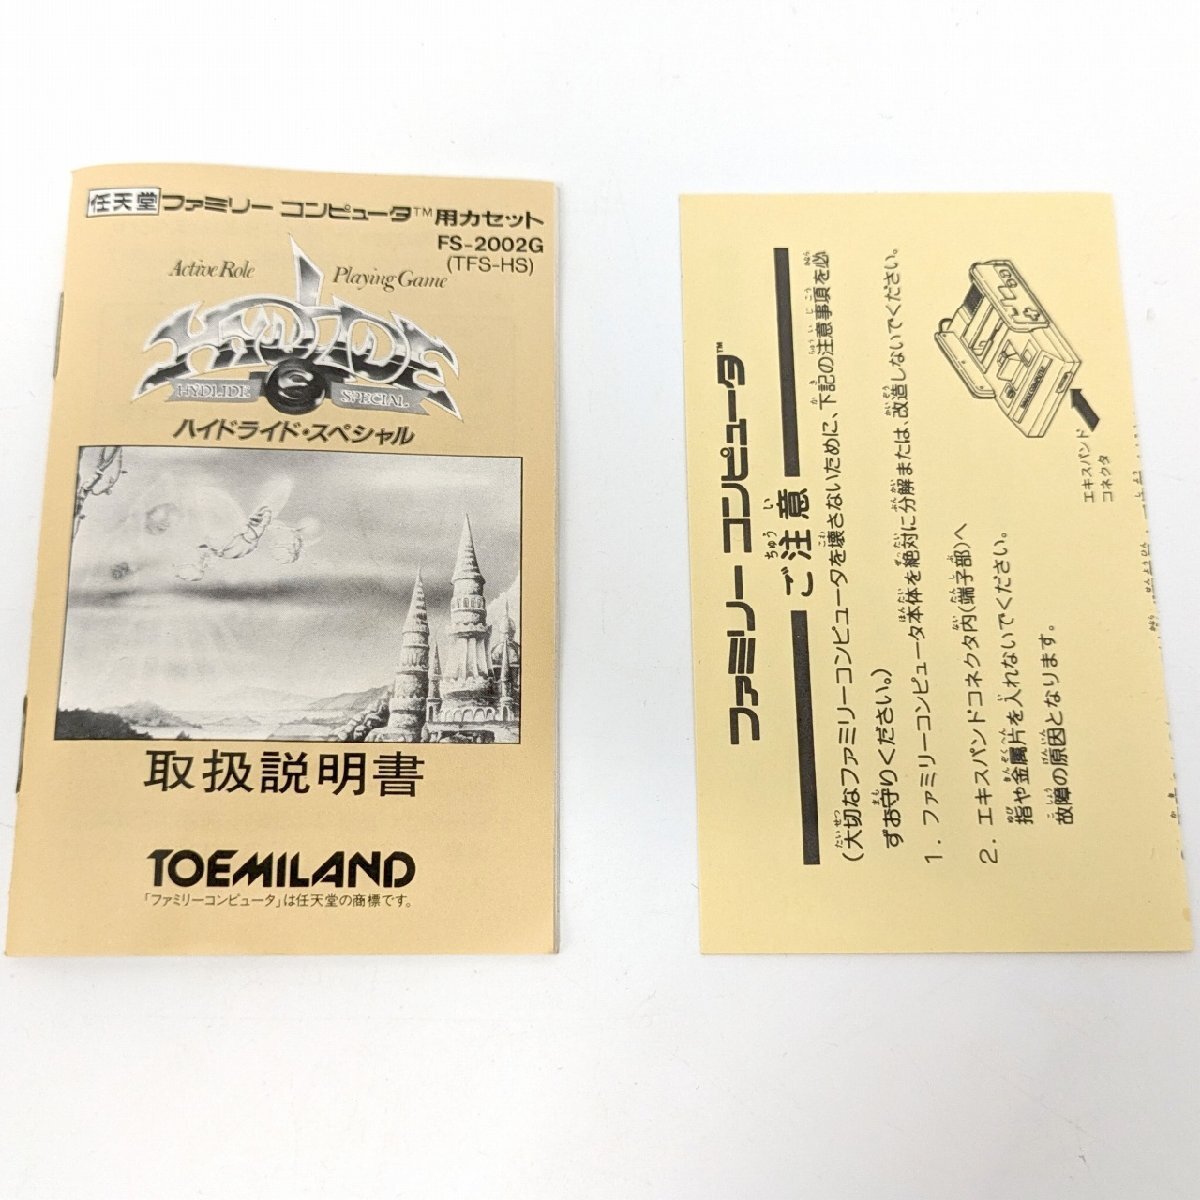 任天堂 ファミリー コンピュータ™用カセット
FS-2002G
(TFS-HS)
Active Role Playing Game
HYDLIDE
HYDLIDE S SPECIAL
ハイドライド・スペシャル
取扱説明書
TOEMILAND
「ファミリーコンピュータ」は任天堂の商標です。
ファミリー コンピュータ™
ご注意
ちゅうい
(大切なファミリーコンピュータを壊さないために、下記の注意事項を必
ずお守りください。)
1. ファミリーコンピュータ本体を絶対に分解または、改造しないでください。
2. エキスパンドコネクタ内(端子部)へ
指や金属片を入れないでください。
故障の原因となります。
エキスパンド
コネクタ